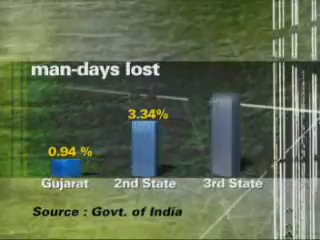 man-days lost
0.94 %
3.34%
Gujarat 2nd State 3rd State
Source : Govt. of India